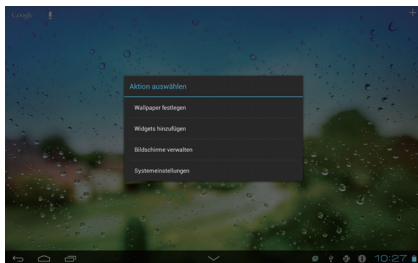 Google
Aktion auswählen
Wallpaper festlegen
Widgets hinzufügen
Bildschirme verwalten
Systemeinstellungen
10:27